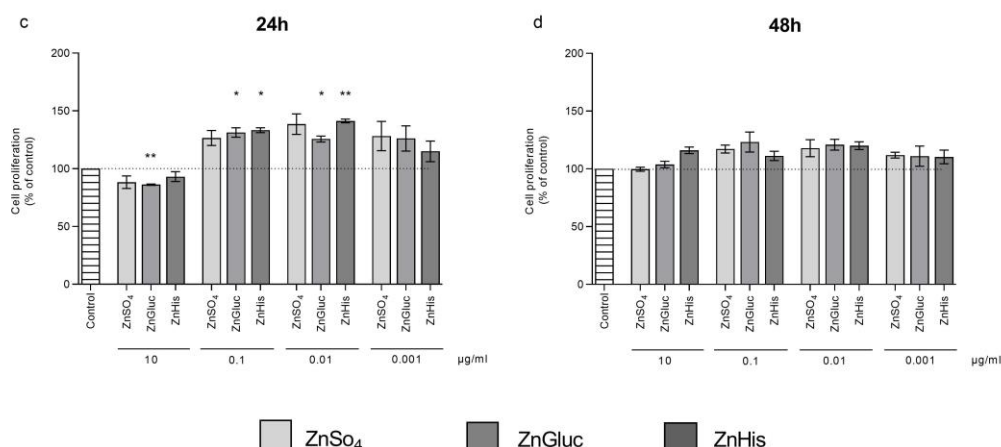 c
24h
Cell proliferation
(% of control)
200
150
100
50
0
* *
* **
**
Control
ZnSO₄
ZnGluc
ZnHis
ZnSO₄
ZnGluc
ZnHis
ZnSO₄
ZnGluc
ZnHis
ZnSO₄
ZnGluc
ZnHis
10 0.1 0.01 0.001 µg/ml
d
48h
Cell proliferation
(% of control)
200
150
100
50
0
Control
ZnSO₄
ZnGluc
ZnHis
ZnSO₄
ZnGluc
ZnHis
ZnSO₄
ZnGluc
ZnHis
ZnSO₄
ZnGluc
ZnHis
10 0.1 0.01 0.001 µg/ml
ZnSo₄ ZnGluc ZnHis